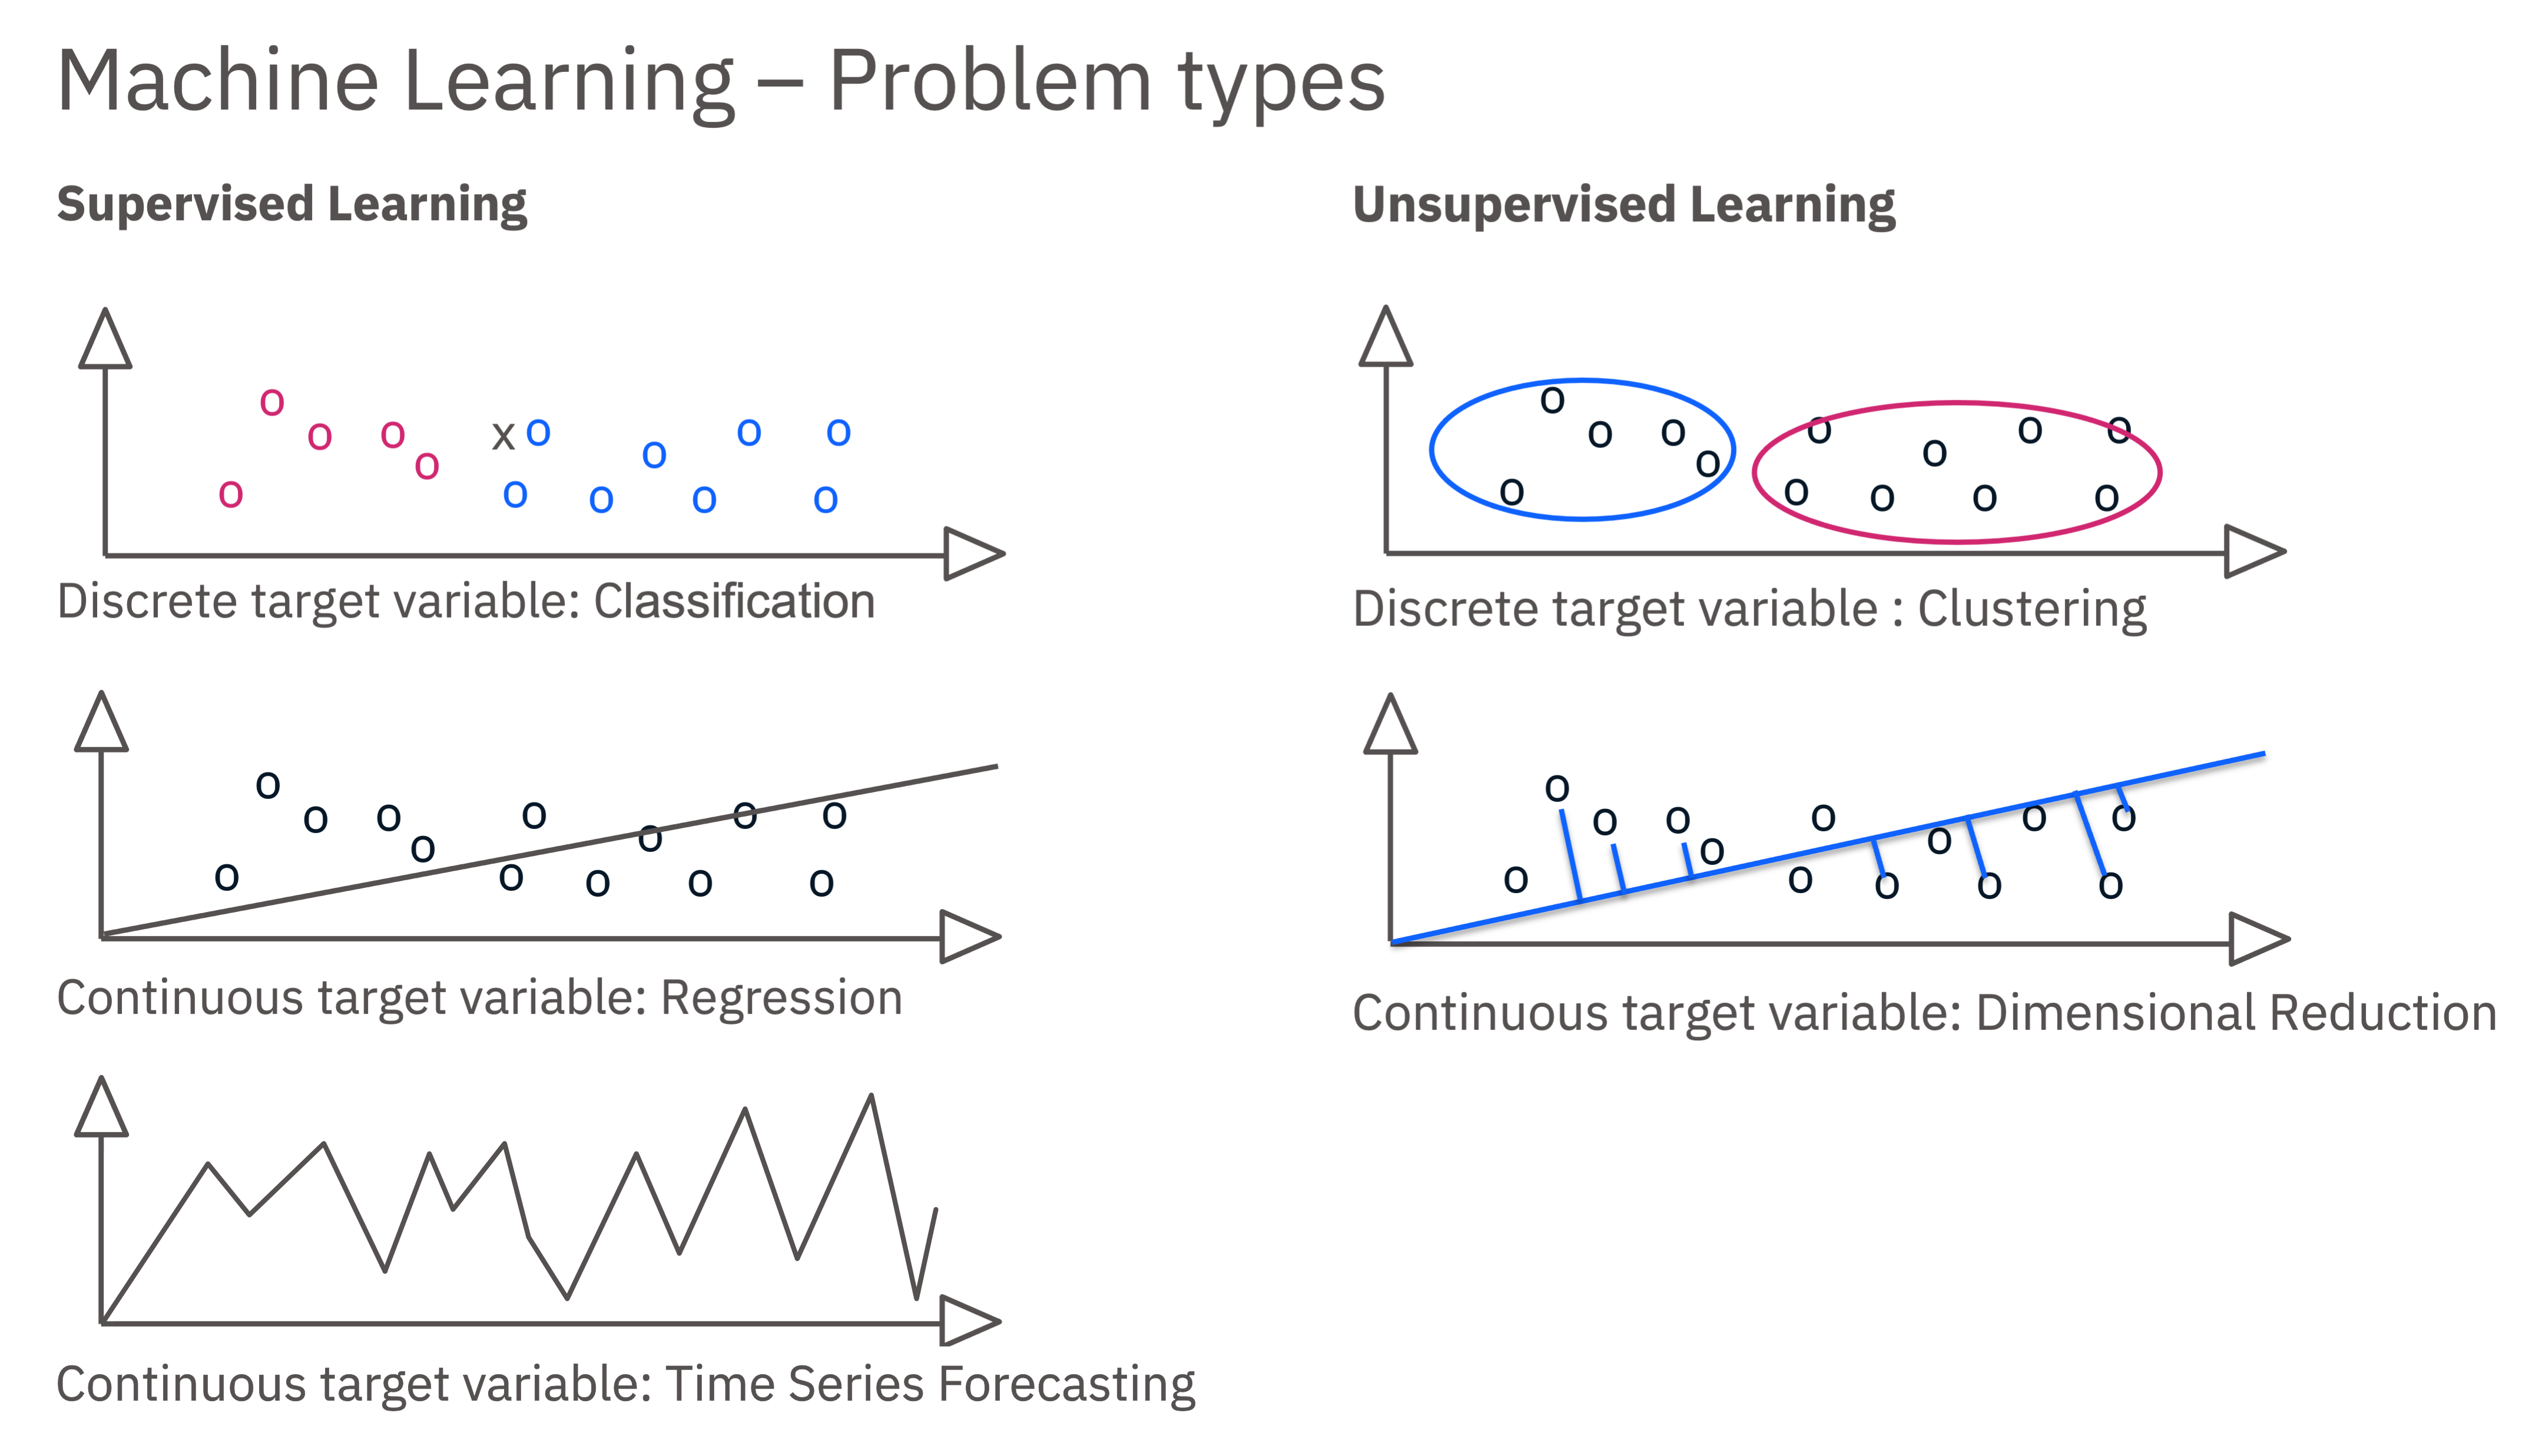 Machine Learning – Problem types
Supervised Learning
x
Discrete target variable: Classification
Continuous target variable: Regression
Continuous target variable: Time Series Forecasting
Unsupervised Learning
Discrete target variable : Clustering
Continuous target variable: Dimensional Reduction